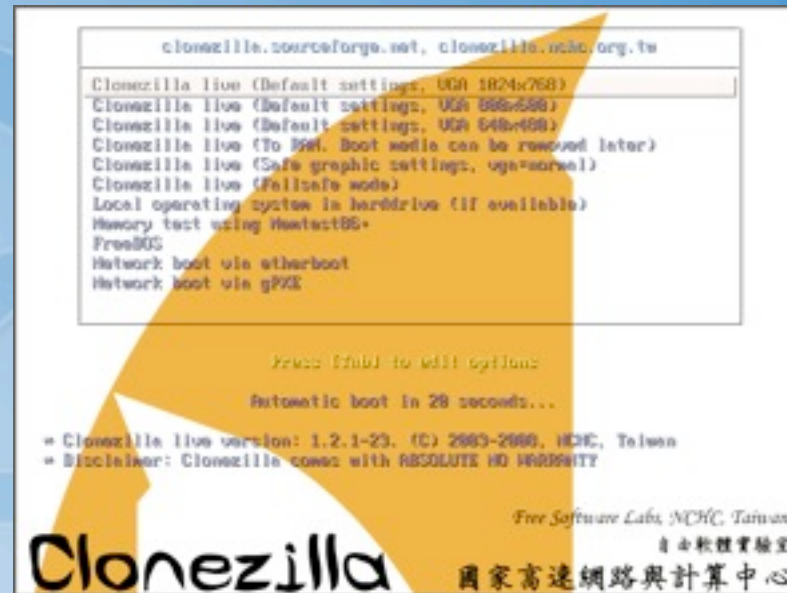 clonezilla.sourceforge.net, clonezilla.nchc.org.tw
Clonezilla live (Default settings, VGA 1024x768)
Clonezilla live (Default settings, VGA 800x600)
Clonezilla live (Default settings, VGA 640x480)
Clonezilla live (To RAM. Boot media can be removed later)
Clonezilla live (Safe graphic settings, vga=normal)
Clonezilla live (Failsafe mode)
Local operating system in harddrive (if available)
Memory test using Memtest86+
FreeDOS
Network boot via etherboot
Network boot via gPXE
Press [Tab] to edit options
Automatic boot in 28 seconds...
* Clonezilla live version: 1.2.1-23. (C) 2003-2008, NCHC, Taiwan
* Disclaimer: Clonezilla comes with ABSOLUTE NO WARRANTY
Free Software Labs, NCHC, Taiwan
自由軟體實驗室
Clonezilla
國家高速網路與計算中心